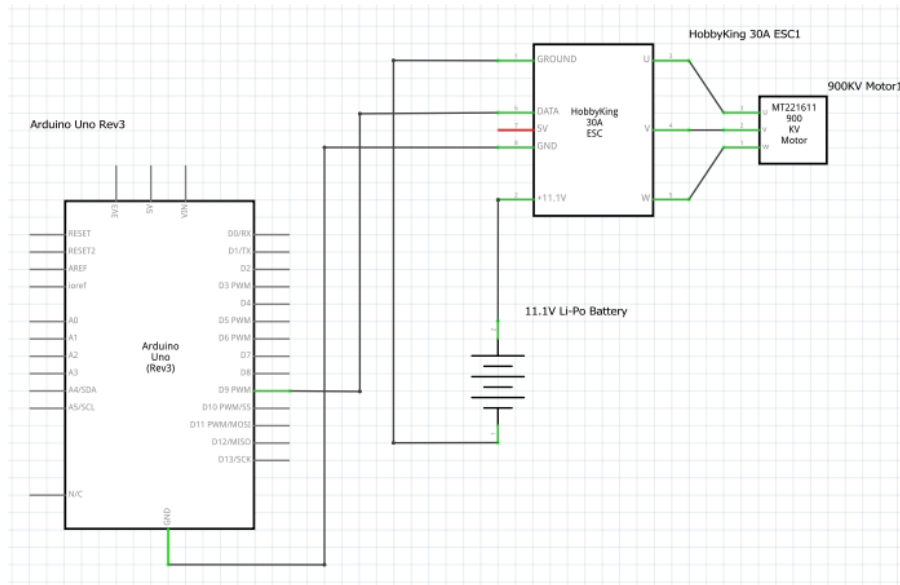 HobbyKing 30A ESC1
900KV Motor1
Arduino Uno Rev3
3V3
5V
VIN
RESET
RESET2
AREF
ioref
A0
A1
A2
A3
A4/SDA
A5/SCL
N/C
Arduino
Uno
(Rev3)
D0/RX
D1/TX
D2
D3 PWM
D4
D5 PWM
D6 PWM
D7
D8
D9 PWM
D10 PWM/SS
D11 PWM/MOSI
D12/MISO
D13/SCK
GND
GROUND
DATA
5V
GND
+11.1V
HobbyKing
30A
ESC
U
V
W
MT221611
900
KV
Motor
11.1V Li-Po Battery